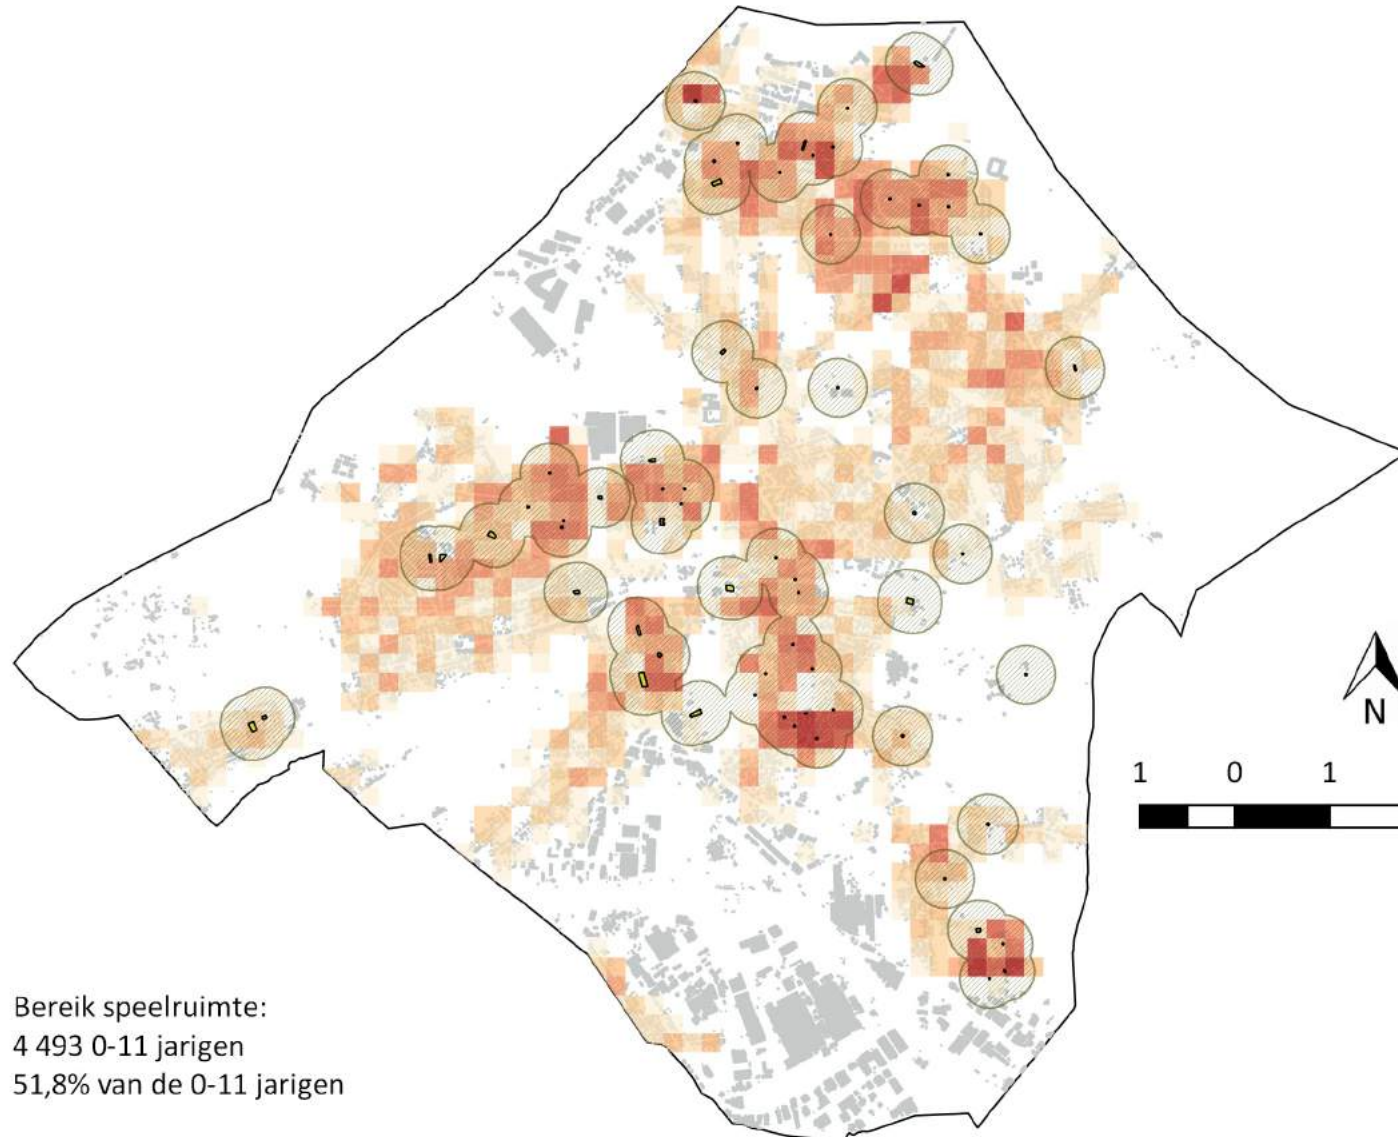 N
1 0 1
Bereik speelruimte:
4 493 0-11 jarigen
51,8% van de 0-11 jarigen